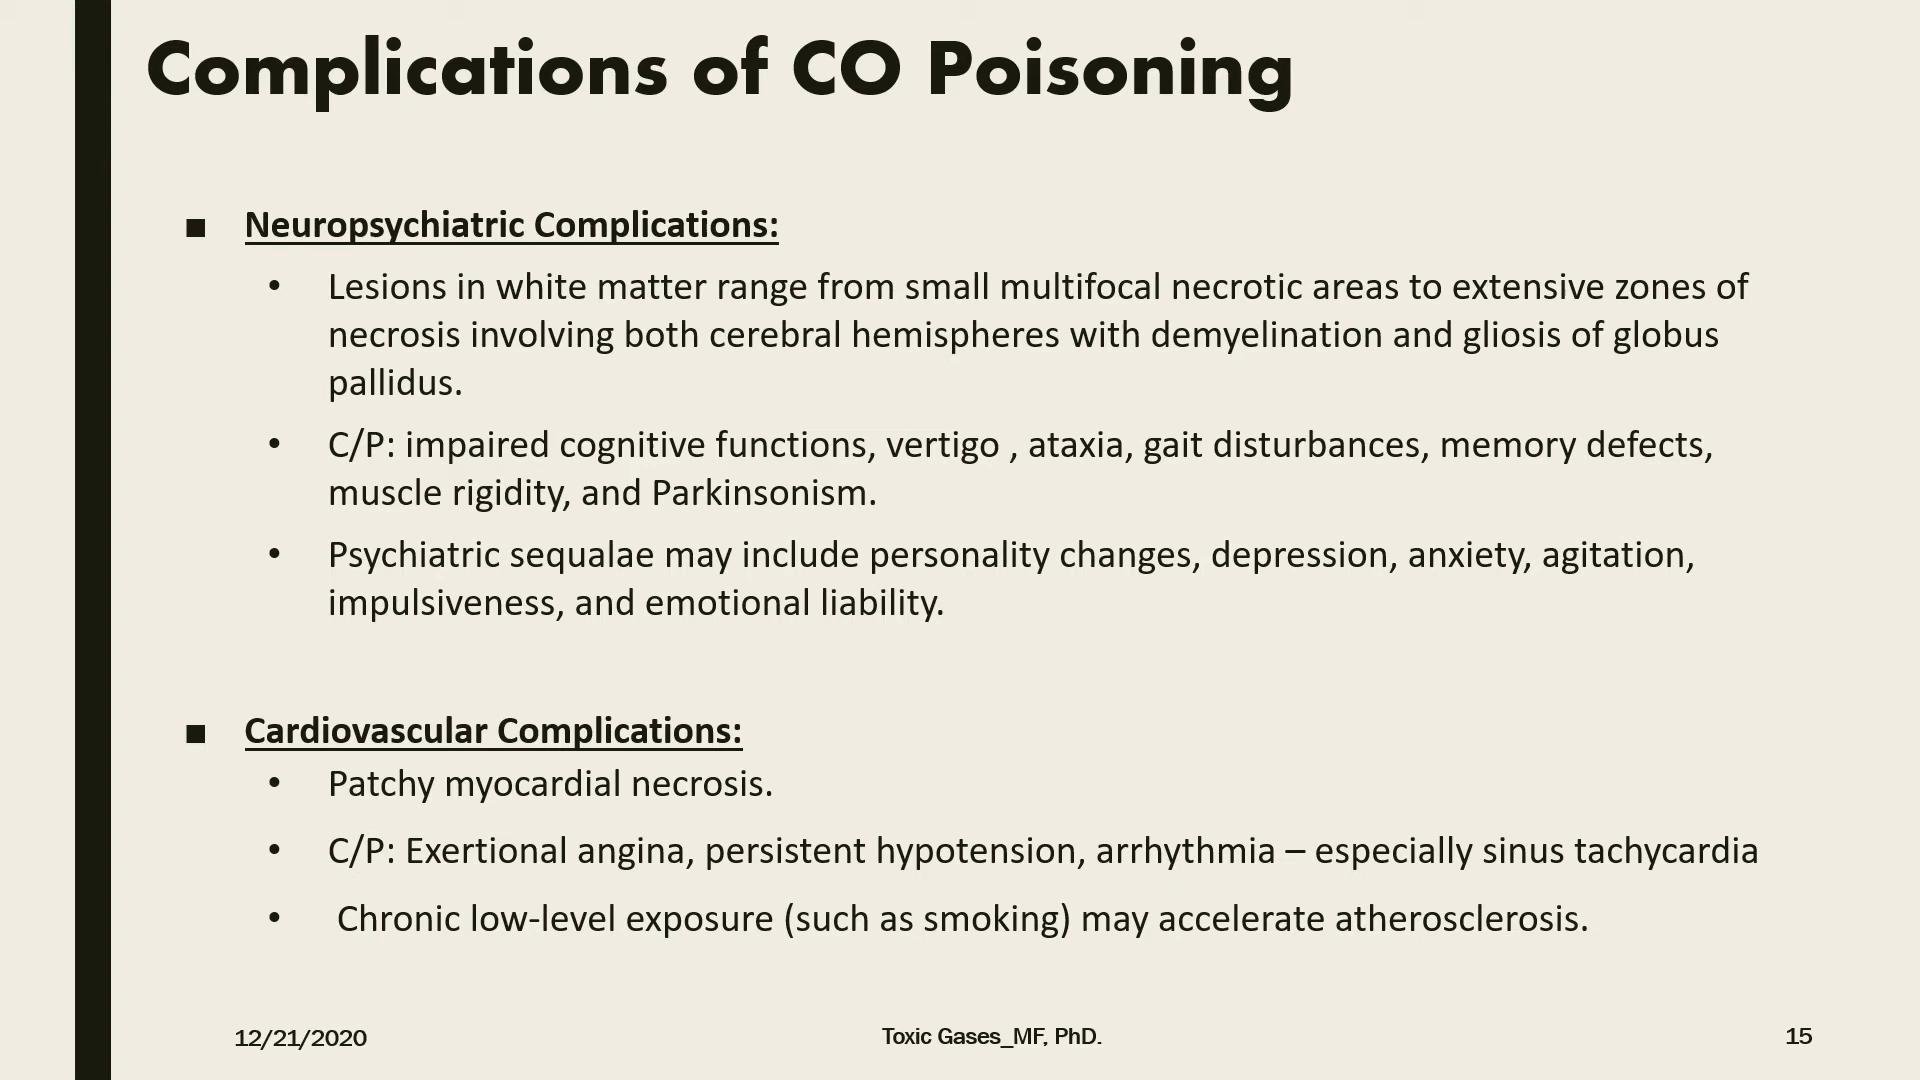 Complications of CO Poisoning
■ Neuropsychiatric Complications:
• Lesions in white matter range from small multifocal necrotic areas to extensive zones of
necrosis involving both cerebral hemispheres with demyelination and gliosis of globus
pallidus.
• C/P: impaired cognitive functions, vertigo , ataxia, gait disturbances, memory defects,
muscle rigidity, and Parkinsonism.
• Psychiatric sequalae may include personality changes, depression, anxiety, agitation,
impulsiveness, and emotional liability.
■ Cardiovascular Complications:
• Patchy myocardial necrosis.
• C/P: Exertional angina, persistent hypotension, arrhythmia – especially sinus tachycardia
• Chronic low-level exposure (such as smoking) may accelerate atherosclerosis.
12/21/2020 Toxic Gases_MF, PhD. 15